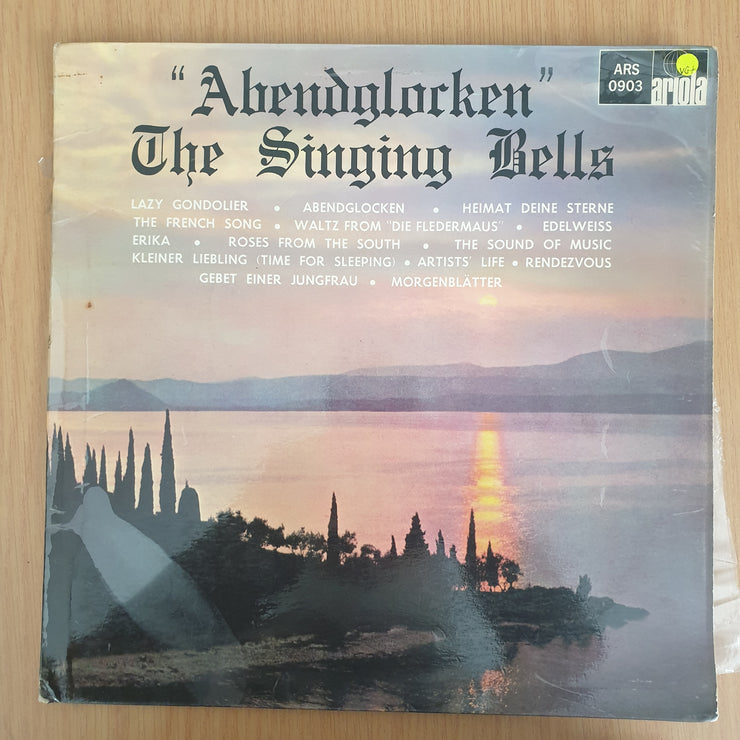 "Abendglocken"
The Singing Bells
ARS
0903
VG+
ariola
LAZY GONDOLIER • ABENDGLOCKEN • HEIMAT DEINE STERNE
THE FRENCH SONG • WALTZ FROM "DIE FLEDERMAUS" • EDELWEISS
ERIKA • ROSES FROM THE SOUTH • THE SOUND OF MUSIC
KLEINER LIEBLING (TIME FOR SLEEPING) • ARTISTS' LIFE • RENDEZVOUS
GEBET EINER JUNGFRAU • MORGENBLÄTTER